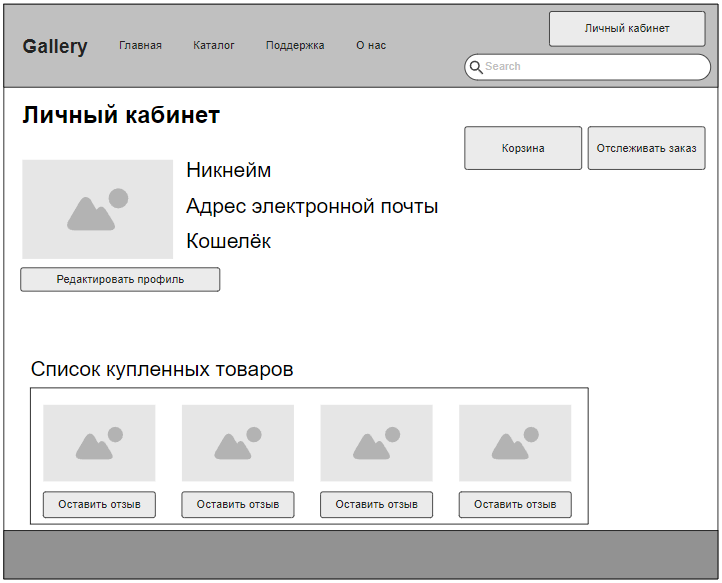 Личный кабинет
Gallery
Главная
Каталог
Поддержка
О нас
Search
Личный кабинет
Корзина
Отслеживать заказ
Никнейм
Адрес электронной почты
Кошелёк
Редактировать профиль
Список купленных товаров
Оставить отзыв
Оставить отзыв
Оставить отзыв
Оставить отзыв